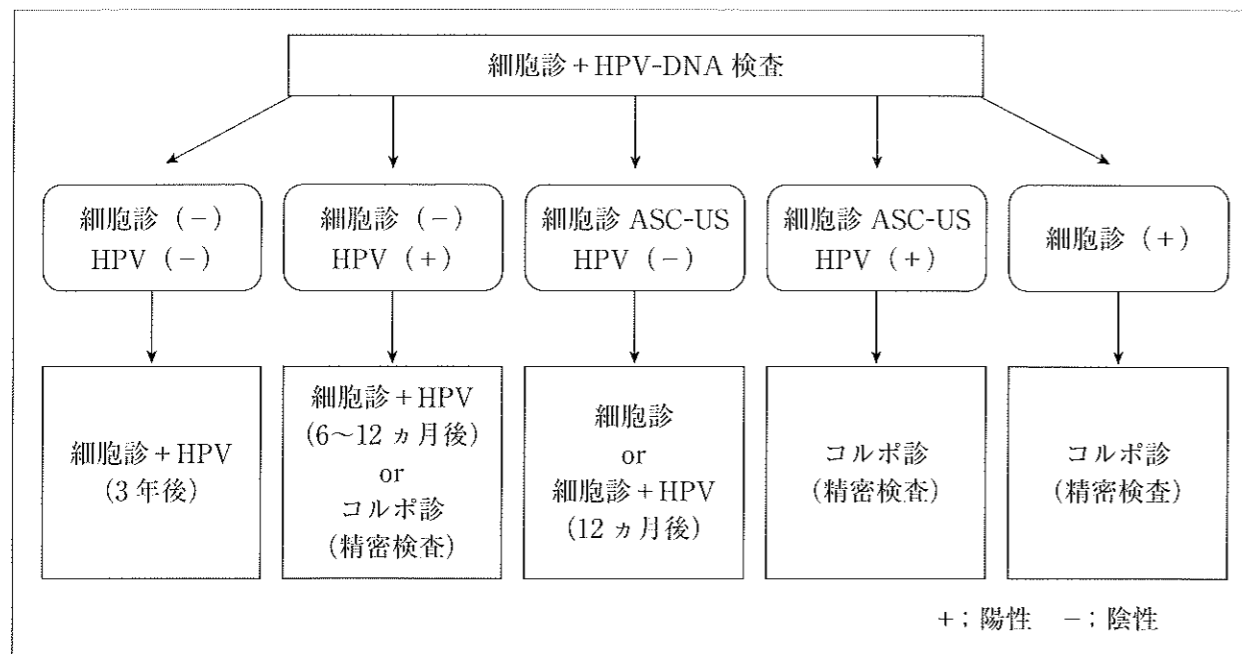 細胞診+HPV-DNA 検査
細胞診 (-)
HPV (-)
細胞診 (-)
HPV (+)
細胞診 ASC-US
HPV (-)
細胞診 ASC-US
HPV (+)
細胞診 (+)
細胞診+HPV
(3 年後)
細胞診+HPV
(6~12 ヵ月後)
or
コルポ診
(精密検査)
細胞診
or
細胞診+HPV
(12 ヵ月後)
コルポ診
(精密検査)
コルポ診
(精密検査)
+;陽性 -;陰性